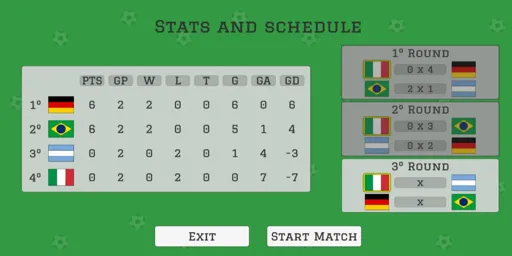 Stats and schedule
PTS GP W L T G GA GD
1º 6 2 2 0 0 6 0 6
2º 6 2 2 0 0 5 1 4
3º 0 2 0 2 0 1 4 -3
4º 0 2 0 2 0 0 7 -7
1º Round
0 x 4
2 x 1
2º Round
0 x 3
0 x 2
3º Round
x
x
Exit
Start Match